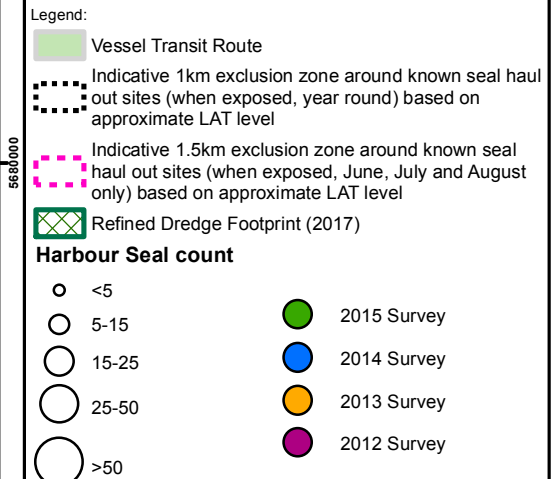 Legend:
Vessel Transit Route
Indicative 1km exclusion zone around known seal haul
out sites (when exposed, year round) based on
approximate LAT level
Indicative 1.5km exclusion zone around known seal
haul out sites (when exposed, June, July and August
only) based on approximate LAT level
5680000
Refined Dredge Footprint (2017)
Harbour Seal count
<5
5-15
15-25
25-50
>50
2015 Survey
2014 Survey
2013 Survey
2012 Survey